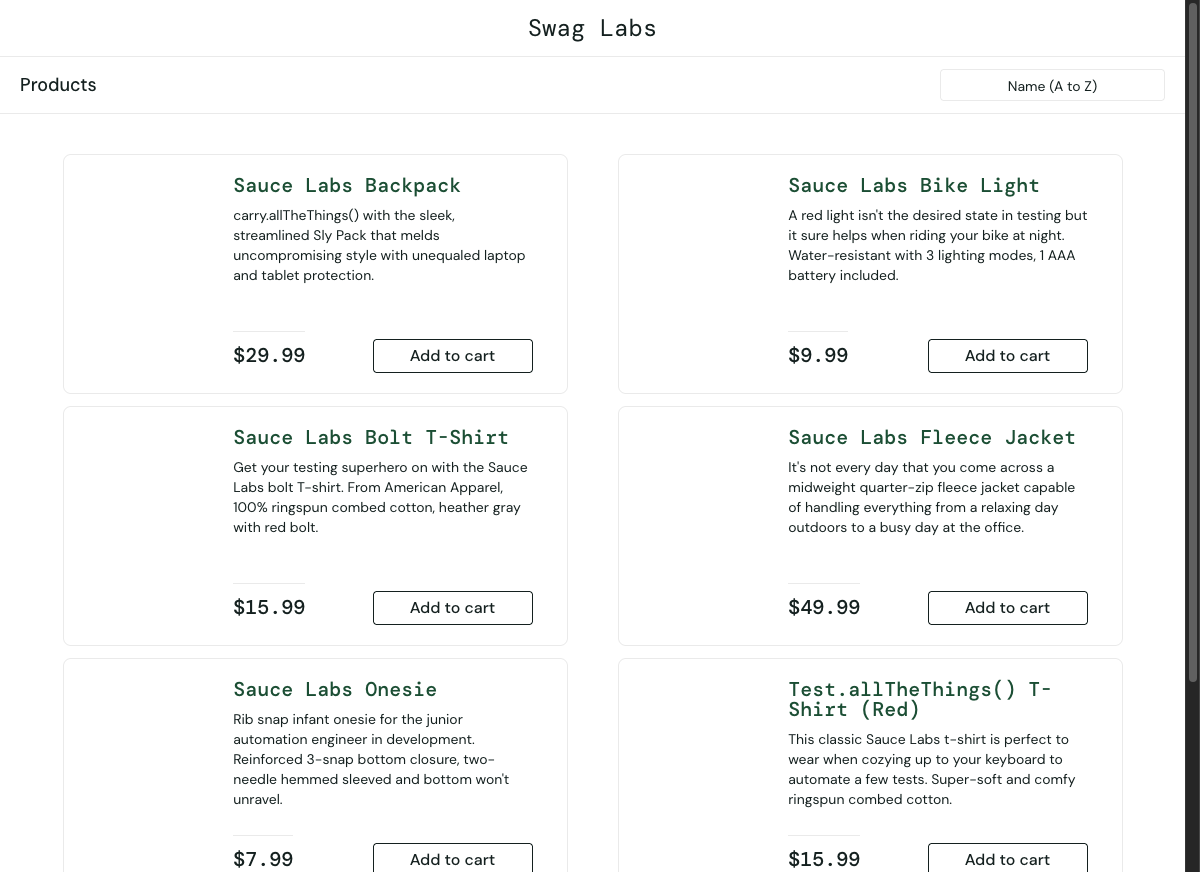 Swag Labs
Products
Name (A to Z)
Sauce Labs Backpack
carry.allTheThings() with the sleek,
streamlined Sly Pack that melds
uncompromising style with unequaled laptop
and tablet protection.
$29.99
Add to cart
Sauce Labs Bike Light
A red light isn't the desired state in testing but
it sure helps when riding your bike at night.
Water-resistant with 3 lighting modes, 1 AAA
battery included.
$9.99
Add to cart
Sauce Labs Bolt T-Shirt
Get your testing superhero on with the Sauce
Labs bolt T-shirt. From American Apparel,
100% ringspun combed cotton, heather gray
with red bolt.
$15.99
Add to cart
Sauce Labs Fleece Jacket
It's not every day that you come across a
midweight quarter-zip fleece jacket capable
of handling everything from a relaxing day
outdoors to a busy day at the office.
$49.99
Add to cart
Sauce Labs Onesie
Rib snap infant onesie for the junior
automation engineer in development.
Reinforced 3-snap bottom closure, two-
needle hemmed sleeved and bottom won't
unravel.
$7.99
Add to cart
Test.allTheThings() T-
Shirt (Red)
This classic Sauce Labs t-shirt is perfect to
wear when cozying up to your keyboard to
automate a few tests. Super-soft and comfy
ringspun combed cotton.
$15.99
Add to cart